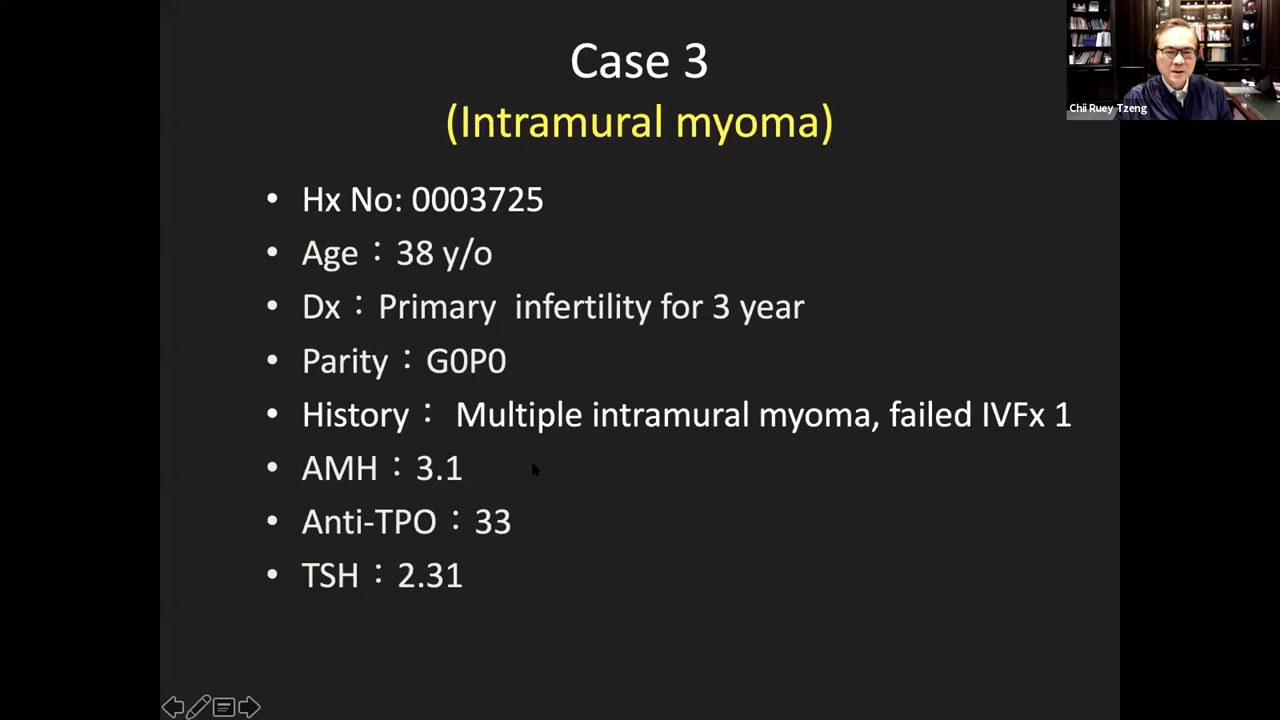 Case 3
(Intramural myoma)
• Hx No: 0003725
• Age：38 y/o
• Dx：Primary infertility for 3 year
• Parity：G0P0
• History： Multiple intramural myoma, failed IVFx 1
• AMH：3.1
• Anti-TPO：33
• TSH：2.31
Chii Ruey Tzeng